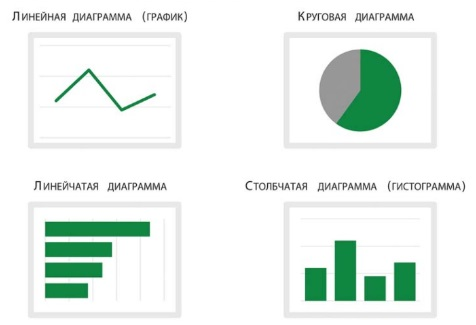 Линейная диаграмма (график)
Круговая диаграмма
Линейчатая диаграмма
Столбчатая диаграмма (гистограмма)